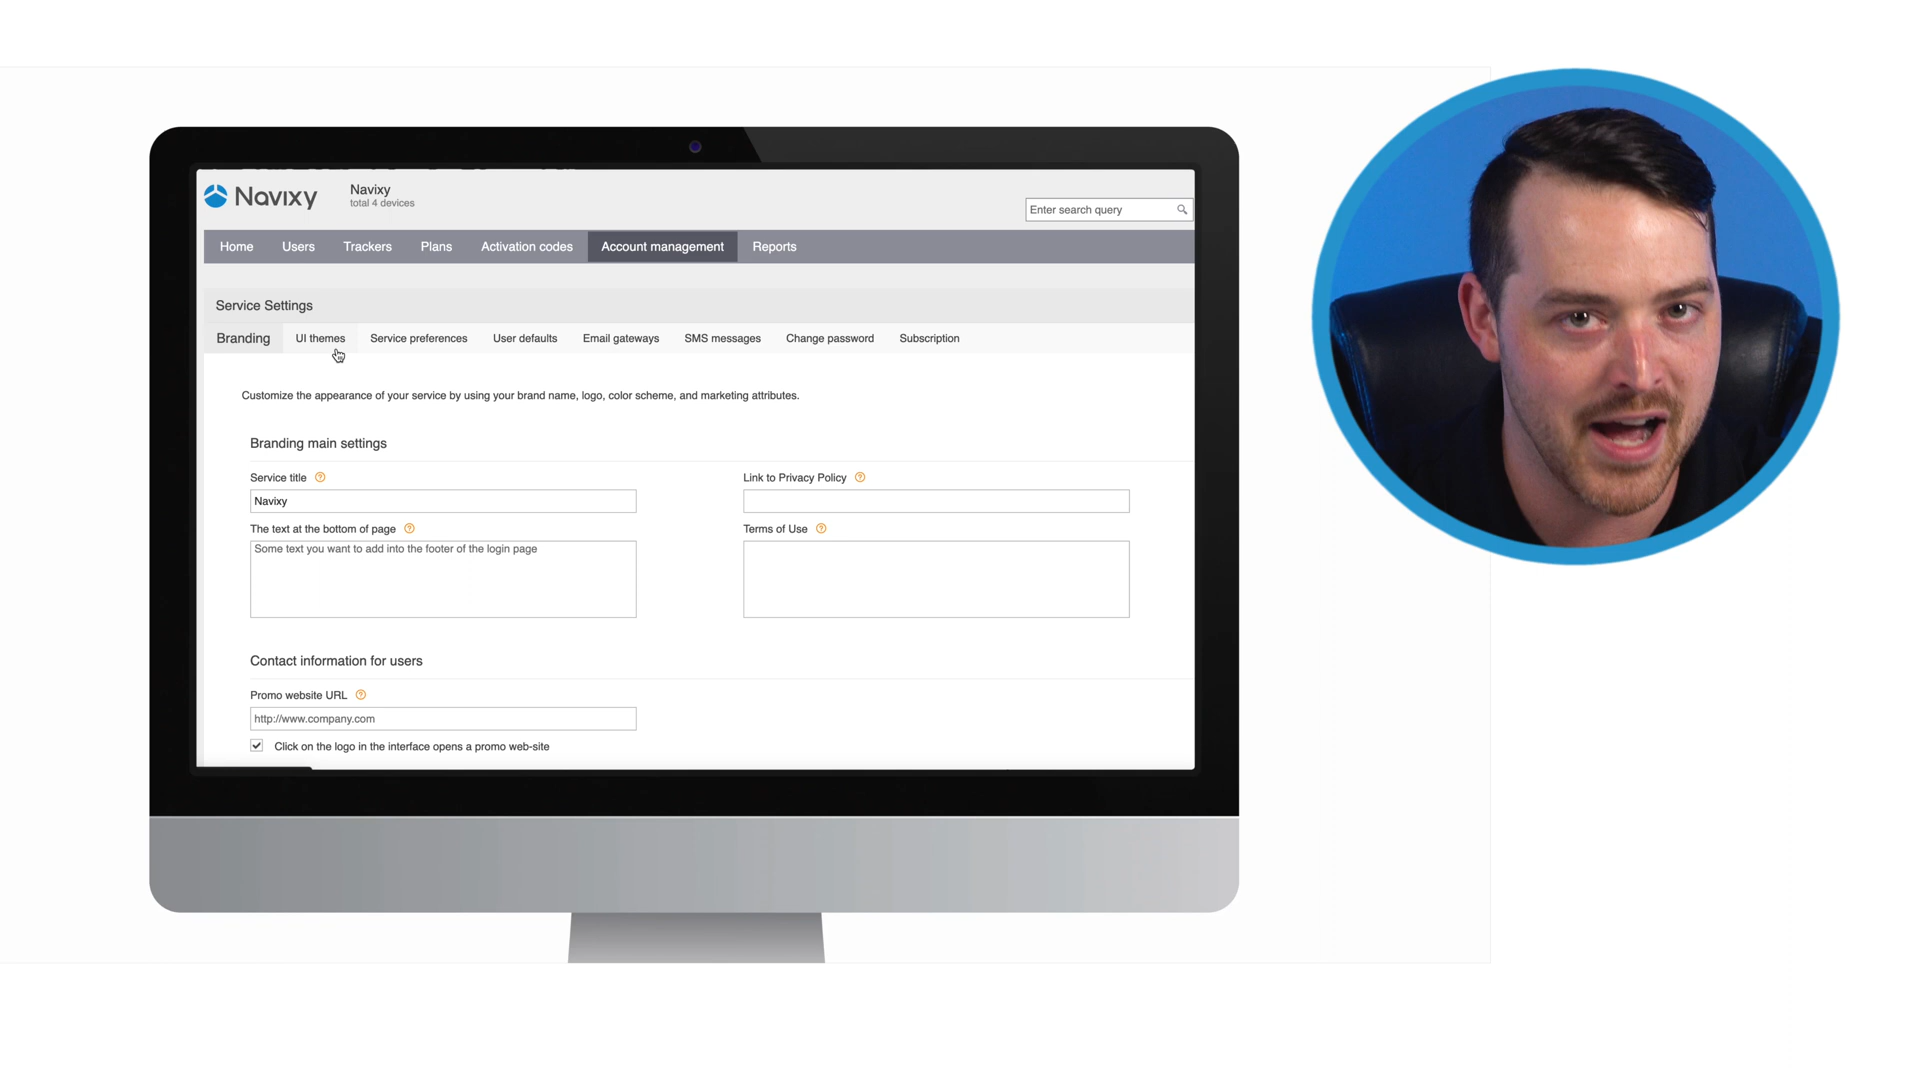 Navixy
Navixy
total 4 devices
Enter search query
Home Users Trackers Plans Activation codes Account management Reports
Service Settings
Branding UI themes Service preferences User defaults Email gateways SMS messages Change password Subscription
Customize the appearance of your service by using your brand name, logo, color scheme, and marketing attributes.
Branding main settings
Service title
Link to Privacy Policy
Navixy
The text at the bottom of page
Terms of Use
Some text you want to add into the footer of the login page
Contact information for users
Promo website URL
http://www.company.com
Click on the logo in the interface opens a promo web-site